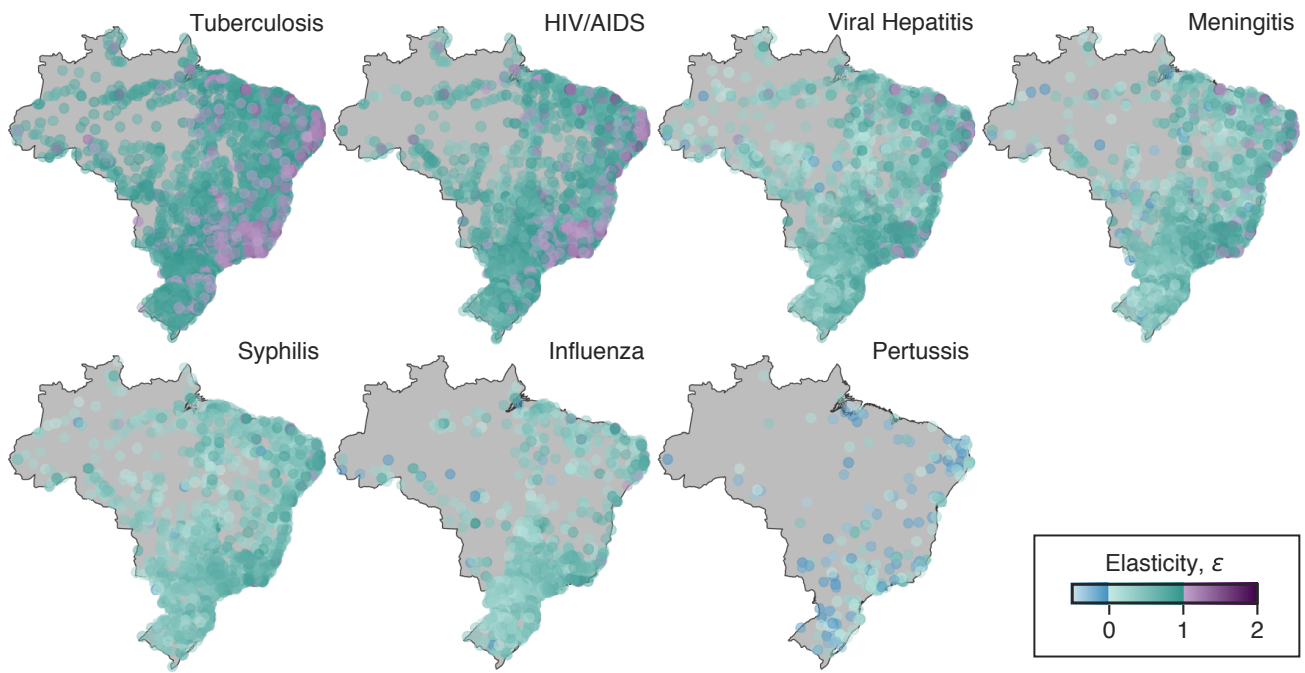 Tuberculosis
HIV/AIDS
Viral Hepatitis
Meningitis
Syphilis
Influenza
Pertussis
Elasticity, ε
0 1 2